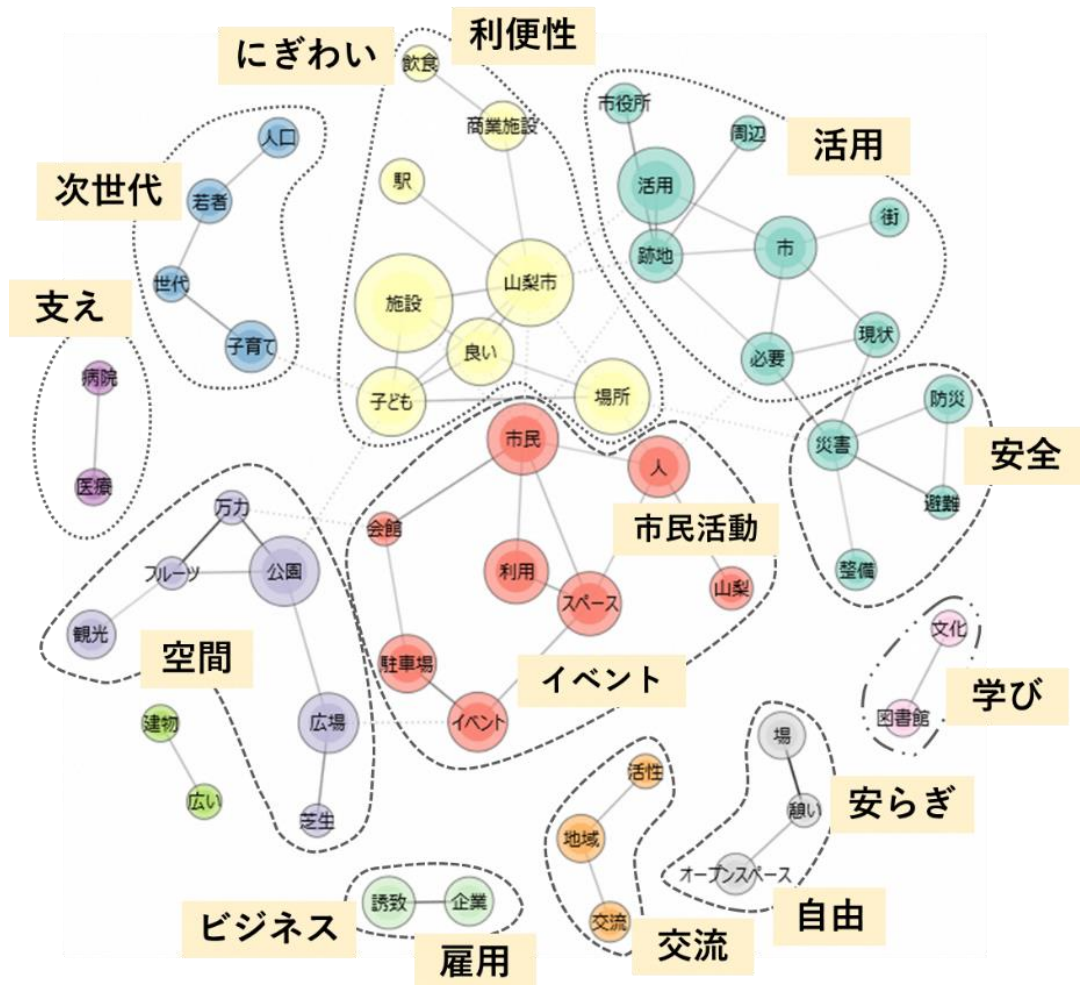 にぎわい
利便性
飲食
商業施設
駅
山梨市
施設
良い
子ども
場所
市役所
周辺
活用
活用
街
市
跡地
現状
必要
次世代
人口
若者
世代
子育て
支え
病院
医療
防災
災害
安全
避難
整備
市民
人
会館
市民活動
利用
山梨
スペース
駐車場
イベント
イベント
万力
フルーツ
公園
観光
空間
広場
芝生
建物
広い
文化
学び
図書館
場
憩い
安らぎ
オープンスペース
自由
活性
地域
交流
交流
誘致
企業
ビジネス
雇用